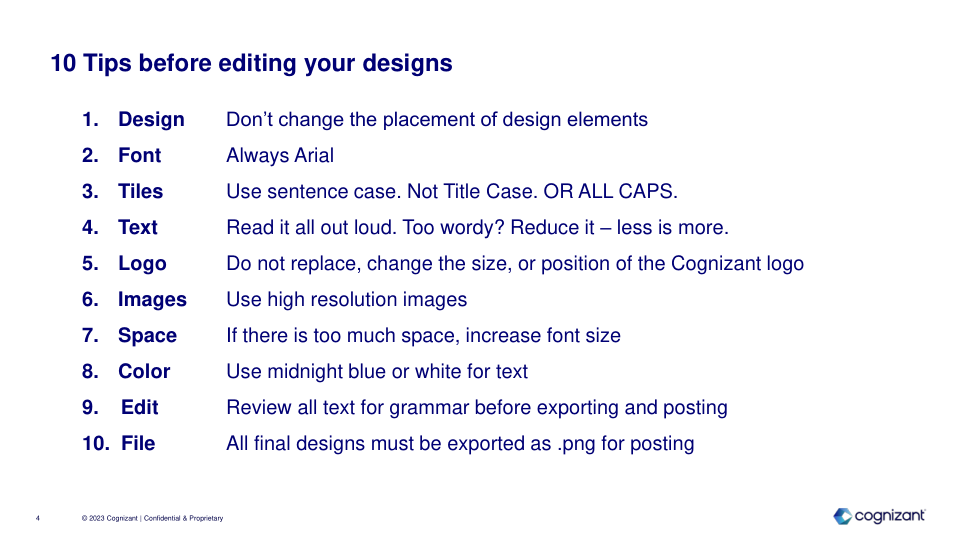 10 Tips before editing your designs
1. Design Don't change the placement of design elements
2. Font Always Arial
3. Tiles Use sentence case. Not Title Case. OR ALL CAPS.
4. Text Read it all out loud. Too wordy? Reduce it – less is more.
5. Logo Do not replace, change the size, or position of the Cognizant logo
6. Images Use high resolution images
7. Space If there is too much space, increase font size
8. Color Use midnight blue or white for text
9. Edit Review all text for grammar before exporting and posting
10. File All final designs must be exported as .png for posting
4 © 2023 Cognizant | Confidential & Proprietary cognizant